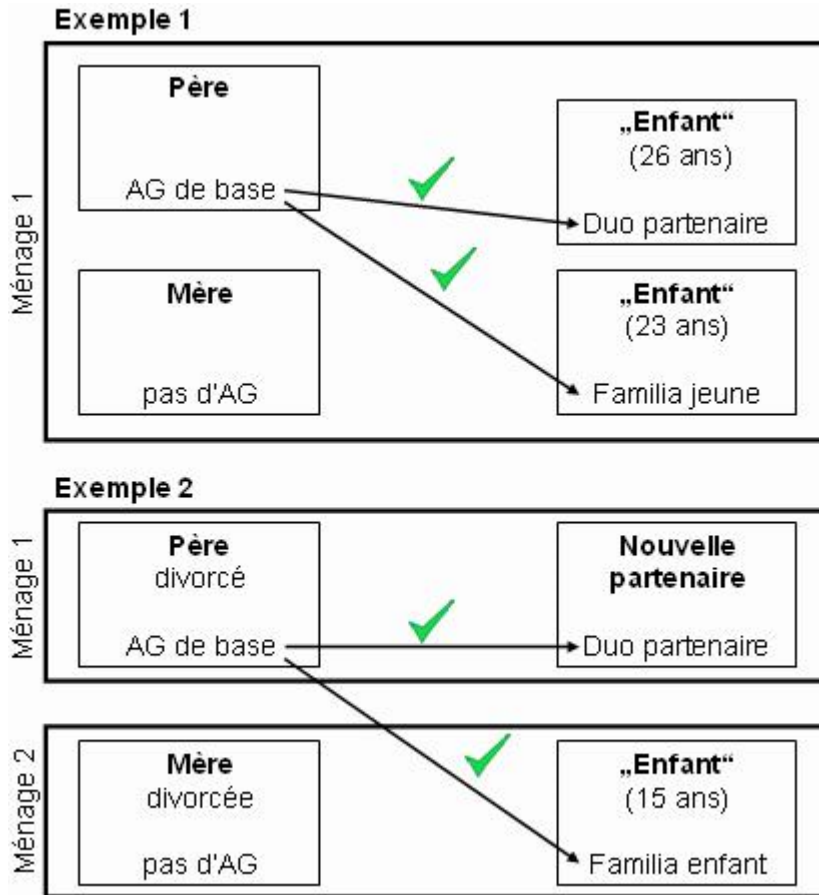 Exemple 1
Ménage 1
Père
AG de base
„Enfant“
(26 ans)
Duo partenaire
Mère
pas d'AG
„Enfant“
(23 ans)
Familia jeune
Exemple 2
Ménage 1
Père
divorcé
AG de base
Nouvelle
partenaire
Duo partenaire
Ménage 2
Mère
divorcée
pas d'AG
„Enfant“
(15 ans)
Familia enfant